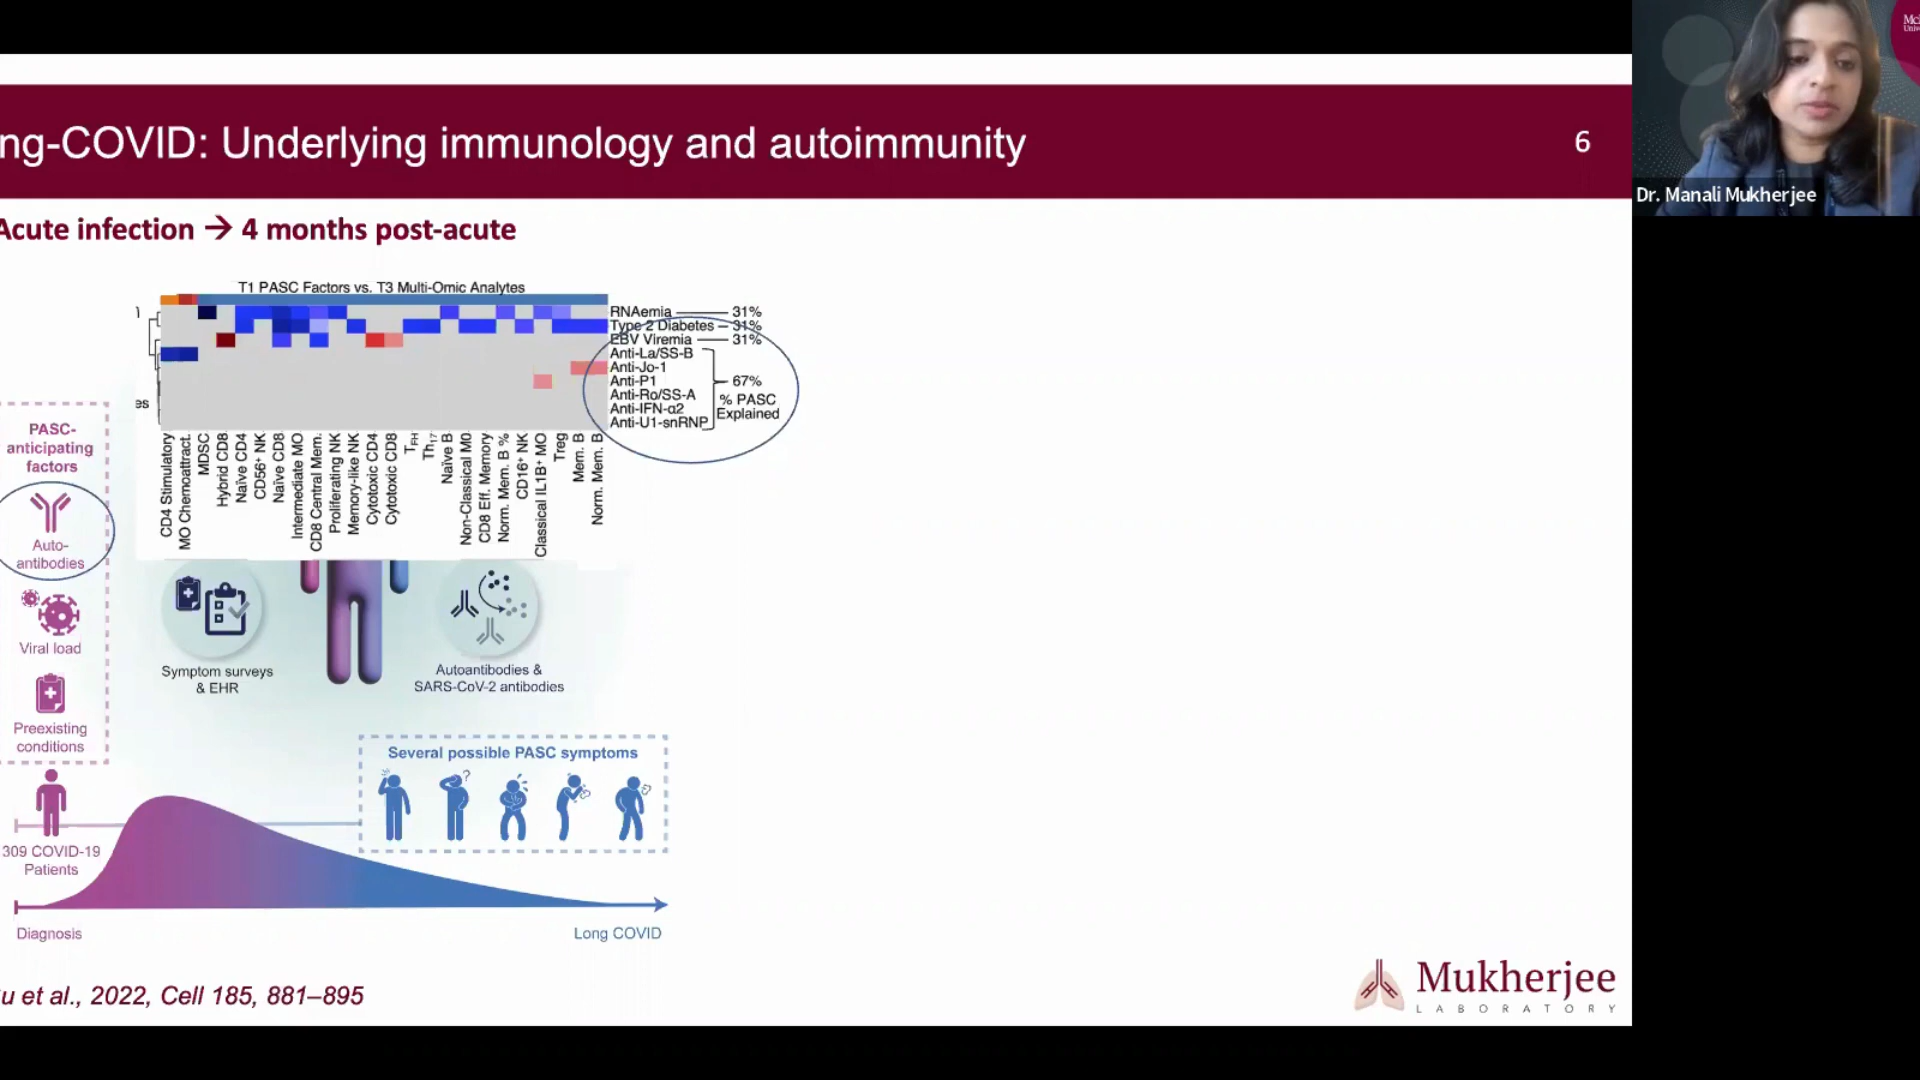 ng-COVID: Underlying immunology and autoimmunity
6
Dr. Manali Mukherjee
Acute infection → 4 months post-acute
T1 PASC Factors vs. T3 Multi-Omic Analytes
RNAemia 31%
Type 2 Diabetes 31%
EBV Viremia 31%
Anti-La/SS-B
Anti-Jo-1
Anti-P1
Anti-Ro/SS-A
Anti-IFN-α2
Anti-U1-snRNP
67%
% PASC
Explained
es
CD4 Stimulatory
MO Chemoattract.
MDSC
Hybrid CD8
Naïve CD4
CD56⁺ NK
Naïve CD8
Intermediate MO
CD8 Central Mem.
Proliferating NK
Memory-like NK
Cytotoxic CD4
Cytotoxic CD8
TFH
Th17
Naïve B
Non-Classical MO
CD8 Eff. Memory
Norm. Mem. B %
CD16⁺ NK
Classical IL1B⁺ MO
Treg
Mem. B
Norm. Mem. B
PASC-
anticipating
factors
Auto-
antibodies
Viral load
Preexisting
conditions
Symptom surveys
& EHR
Autoantibodies &
SARS-CoV-2 antibodies
Several possible PASC symptoms
?
309 COVID-19
Patients
Diagnosis
Long COVID
u et al., 2022, Cell 185, 881–895
Mukherjee
LABORATORY